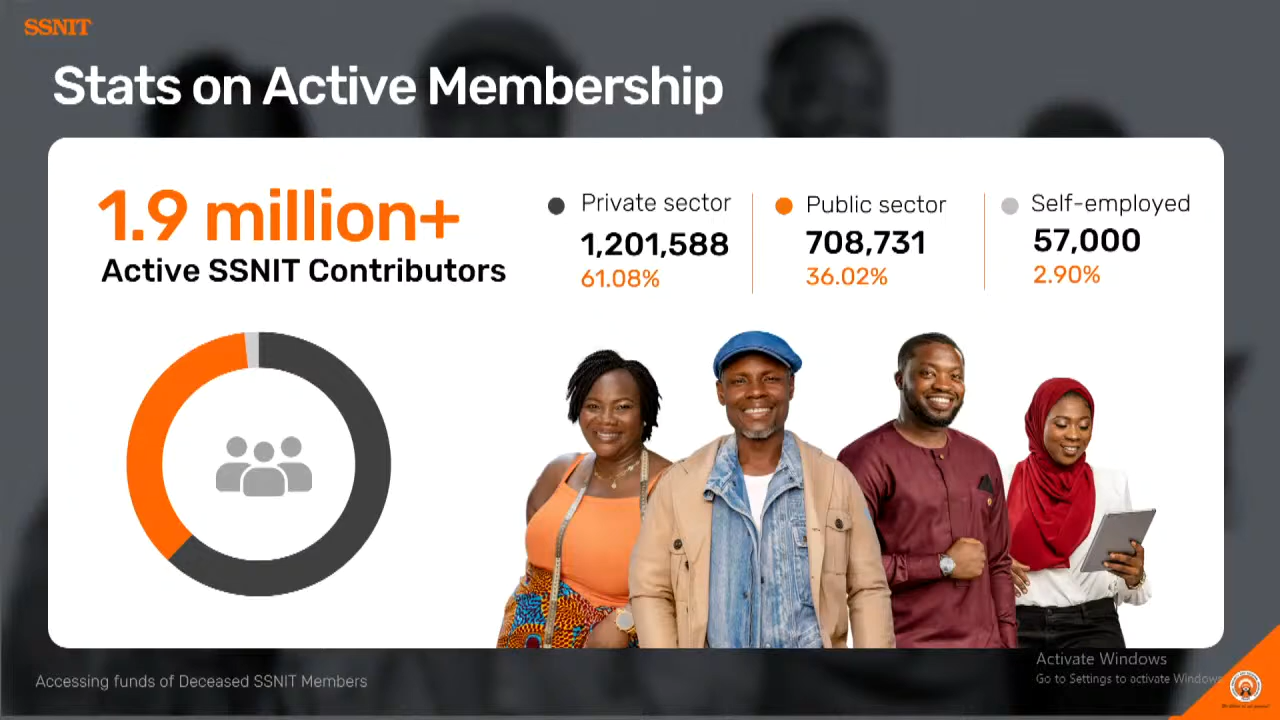 SSNIT
Stats on Active Membership
1.9 million+
Active SSNIT Contributors
Private sector
1,201,588
61.08%
Public sector
708,731
36.02%
Self-employed
57,000
2.90%
Accessing funds of Deceased SSNIT Members
Activate Windows
Go to Settings to activate Windows